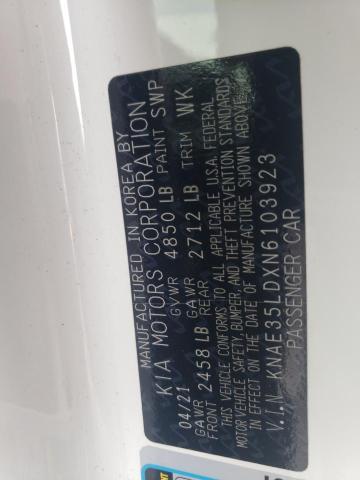 MANUFACTURED IN KOREA BY
KIA MOTORS CORPORATION
04/21 GVWR 4850 LB PAINT SWP
GAWR FRONT 2458 LB GAWR REAR 2712 LB TRIM WK
THIS VEHICLE CONFORMS TO ALL APPLICABLE U.S.A. FEDERAL
MOTOR VEHICLE SAFETY, BUMPER, AND THEFT PREVENTION STANDARDS
IN EFFECT ON THE DATE OF MANUFACTURE SHOWN ABOVE.
V.I.N. KNAE35LDXN6103923
PASSENGER CAR